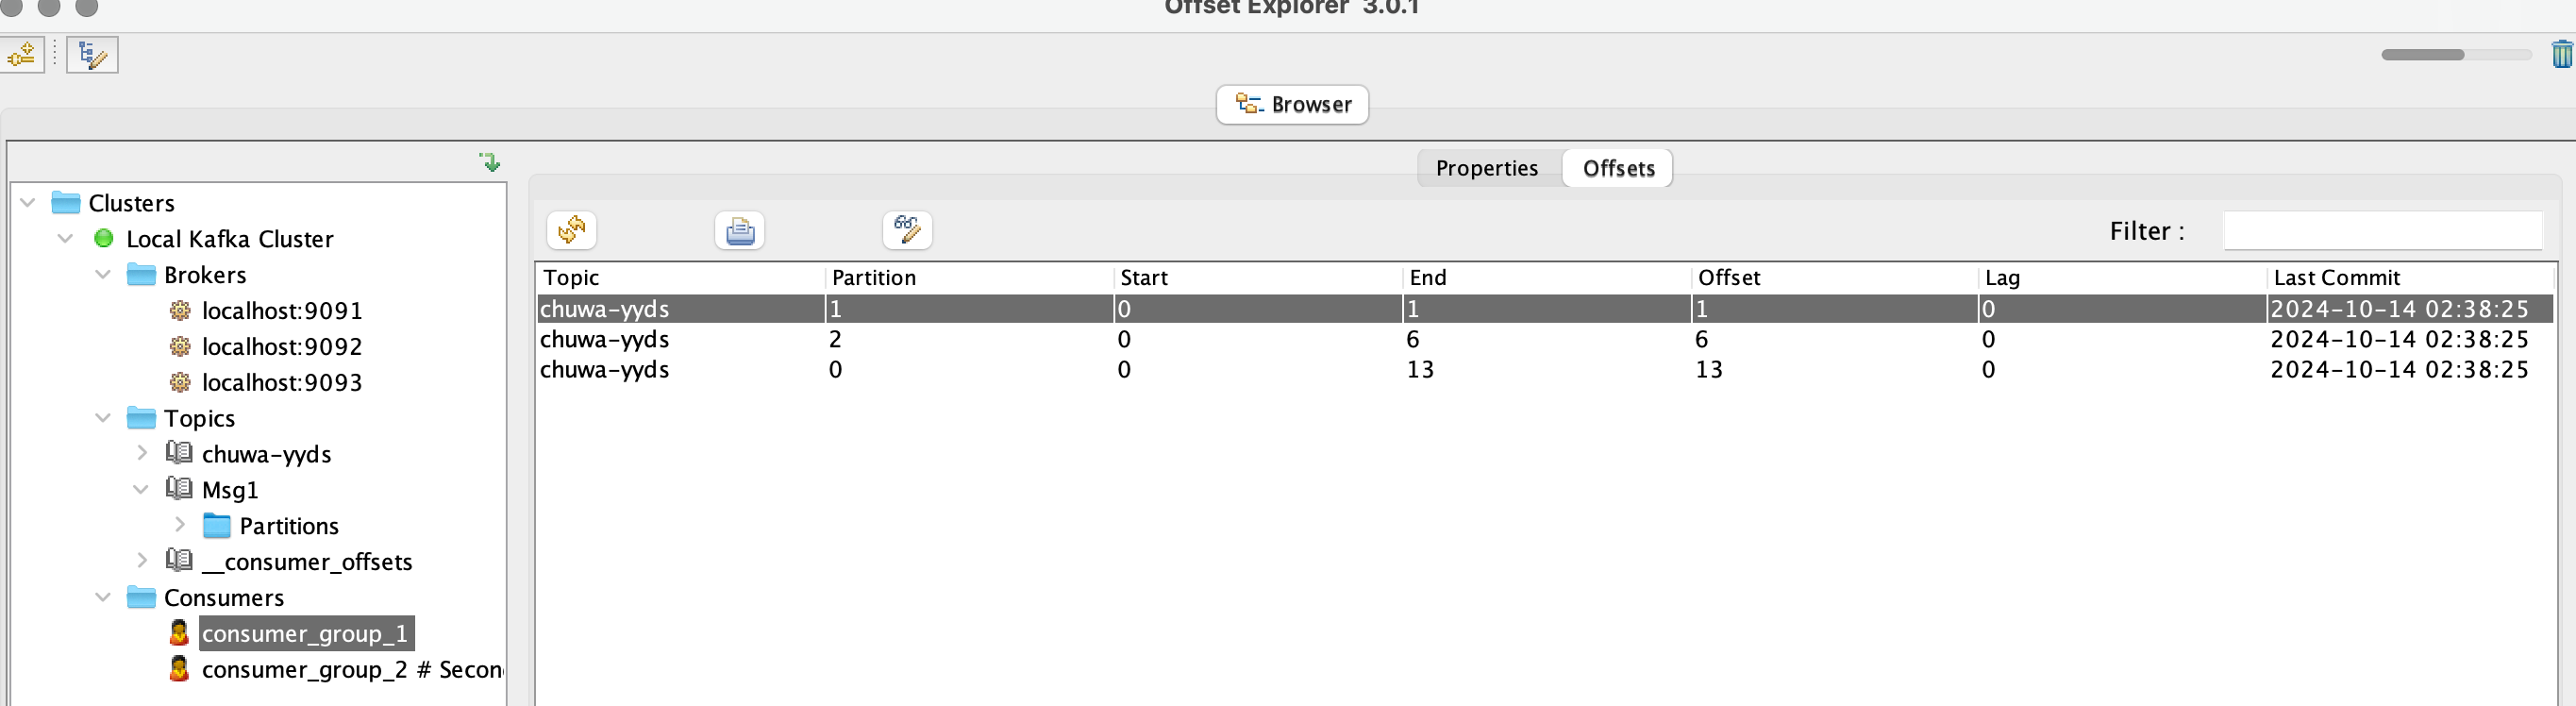 Offset Explorer 3.0.1
Browser
Properties Offsets
Filter :
Clusters
Local Kafka Cluster
Brokers
localhost:9091
localhost:9092
localhost:9093
Topics
chuwa-yyds
Msg1
Partitions
__consumer_offsets
Consumers
consumer_group_1
consumer_group_2 # Secon
Topic Partition Start End Offset Lag Last Commit
chuwa-yyds 1 0 1 1 0 2024-10-14 02:38:25
chuwa-yyds 2 0 6 6 0 2024-10-14 02:38:25
chuwa-yyds 0 0 13 13 0 2024-10-14 02:38:25